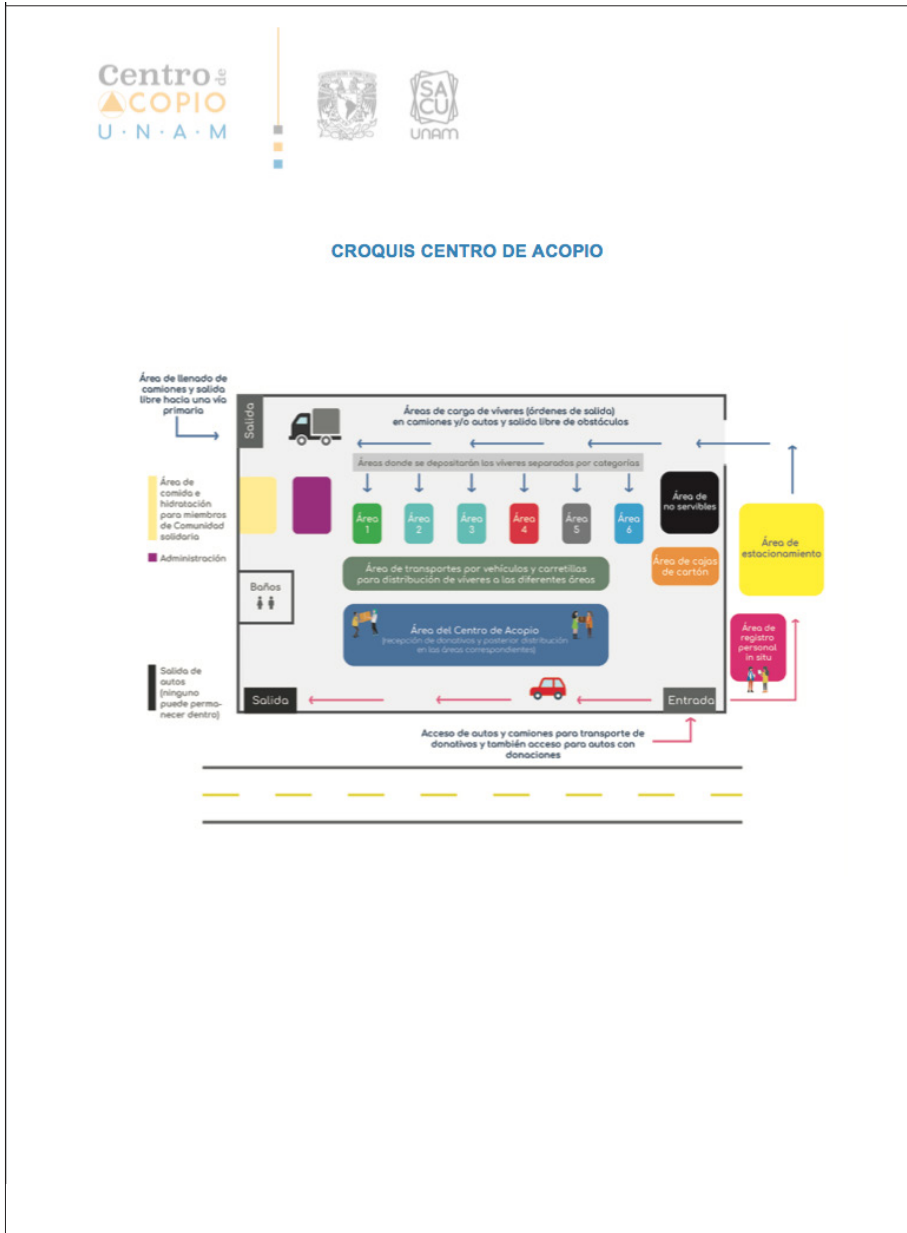 Centro de
ACOPIO
U·N·A·M
SA
CU
UNAM
CROQUIS CENTRO DE ACOPIO
Área de llenado de
camiones y salida
libre hacia una vía
primaria
Salida
Áreas de carga de víveres (órdenes de salida)
en camiones y/o autos y salida libre de obstáculos
Áreas donde se depositarán los víveres separados por categorías
Área de
comida e
hidratación
para miembros
de Comunidad
solidaria
Administración
Área
1
Área
2
Área
3
Área
4
Área
5
Área
6
Área de
no servibles
Área de
estacionamiento
Área de transportes por vehículos y carretillas
para distribución de víveres a las diferentes áreas
Área de cajas
de cartón
Baños
Área del Centro de Acopio
(recepción de donativos y posterior distribución
en las áreas correspondientes)
Área de
registro
personal
in situ
Salida de
autos
(ninguno
puede perma-
necer dentro)
Salida
Entrada
Acceso de autos y camiones para transporte de
donativos y también acceso para autos con
donaciones